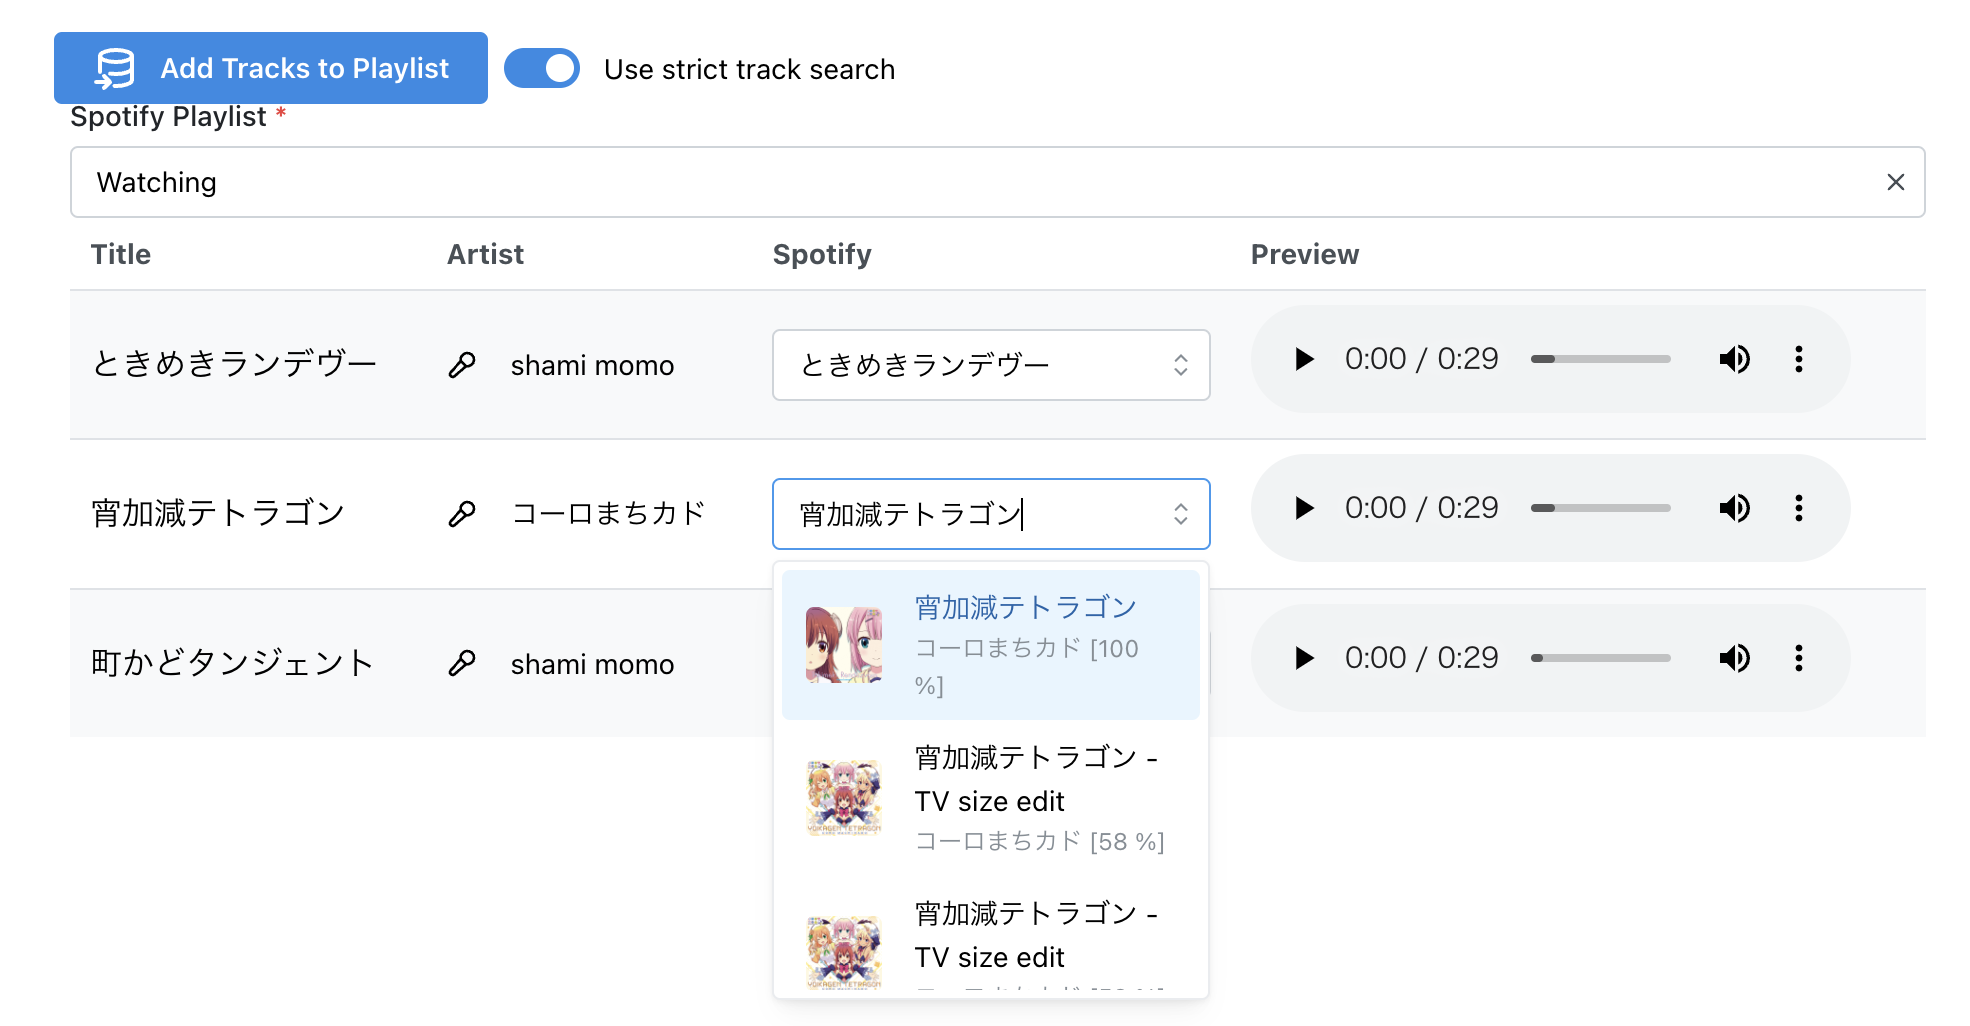 Add Tracks to Playlist
Use strict track search
Spotify Playlist *
Watching
Title Artist Spotify Preview
ときめきランデヴー shami momo ときめきランデヴー 0:00 / 0:29
宵加減テトラゴン コーロまちカド 宵加減テトラゴン 0:00 / 0:29
町かどタンジェント shami momo 0:00 / 0:29
宵加減テトラゴン
コーロまちカド [100
%]
宵加減テトラゴン -
TV size edit
コーロまちカド [58 %]
YOIKAGEN TETRAGON
宵加減テトラゴン -
TV size edit
YOIKAGEN TETRAGON